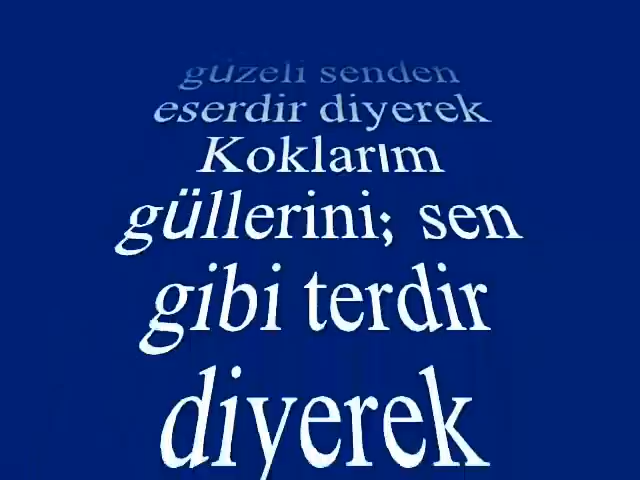 güzeli senden
eserdir diyerek
Koklarım
güllerini; sen
gibi terdir
diyerek